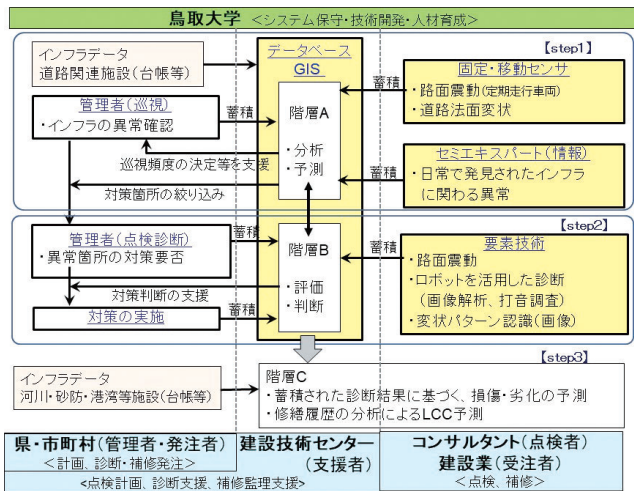 鳥取大学 <システム保守・技術開発・人材育成>
インフラデータ
道路関連施設(台帳等)
データベース
GIS
【step1】
蓄積
固定・移動センサ
・路面震動(定期走行車両)
・道路法面変状
管理者(巡視)
・インフラの異常確認
蓄積
階層A
・分析
・予測
巡視頻度の決定等を支援
対策箇所の絞り込み
蓄積
セミエキスパート(情報)
・日常で発見されたインフラ
に関わる異常
【step2】
管理者(点検診断)
・異常箇所の対策要否
蓄積
階層B
・評価
・判断
蓄積
要素技術
・路面震動
・ロボットを活用した診断
(画像解析、打音調査)
・変状パターン認識(画像)
対策判断の支援
対策の実施
蓄積
【step3】
インフラデータ
河川・砂防・港湾等施設(台帳等)
階層C
・蓄積された診断結果に基づく、損傷・劣化の予測
・修繕履歴の分析によるLCC予測
県・市町村(管理者・発注者)
<計画、診断・補修発注>
建設技術センター
(支援者)
<点検計画、診断支援、補修監理支援>
コンサルタント(点検者)
建設業(受注者)
<点検、補修>